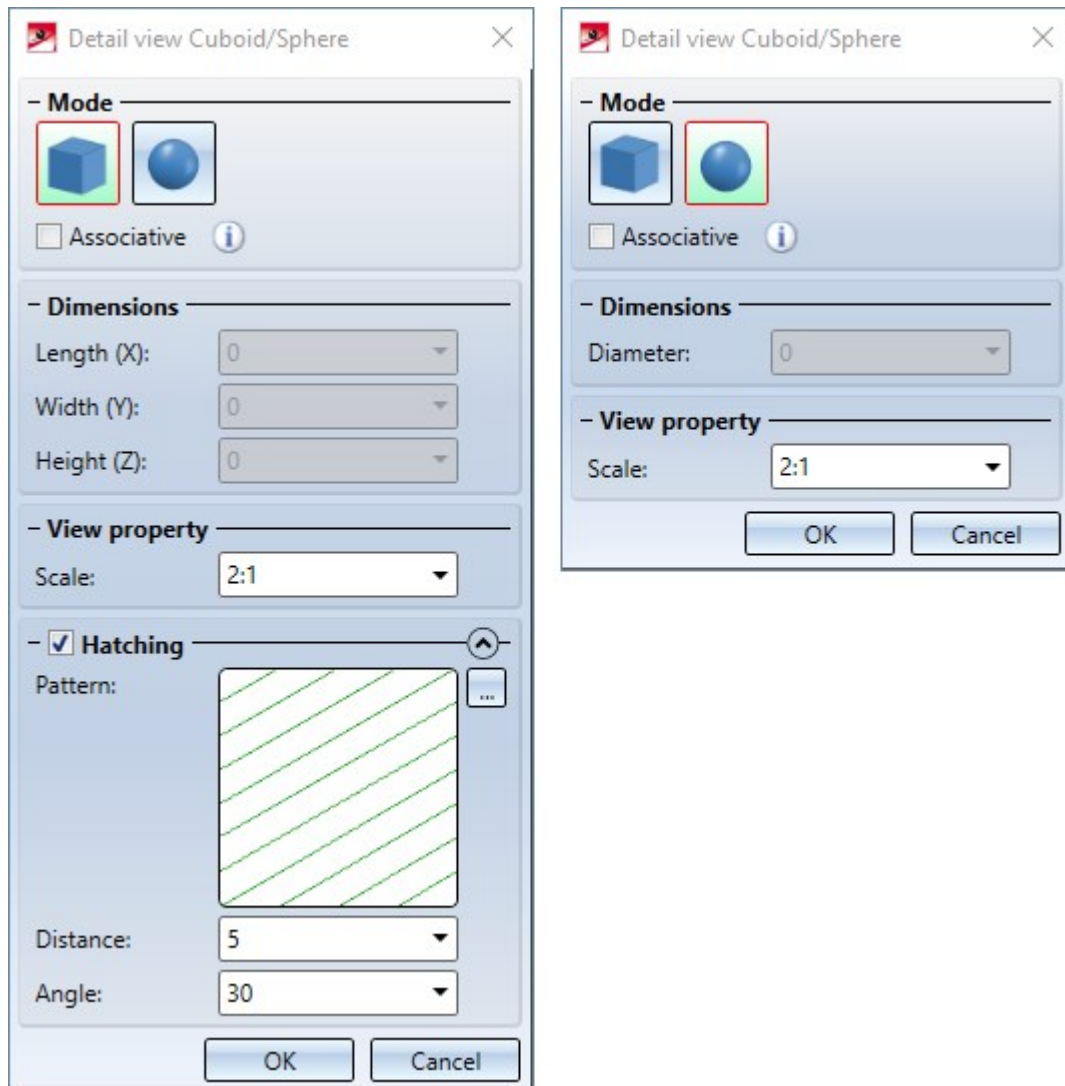 Detail view Cuboid/Sphere
Mode
Associative
Dimensions
Length (X): 0
Width (Y): 0
Height (Z): 0
View property
Scale: 2:1
Hatching
Pattern:
...
Distance: 5
Angle: 30
OK Cancel
Detail view Cuboid/Sphere
Mode
Associative
Dimensions
Diameter: 0
View property
Scale: 2:1
OK Cancel